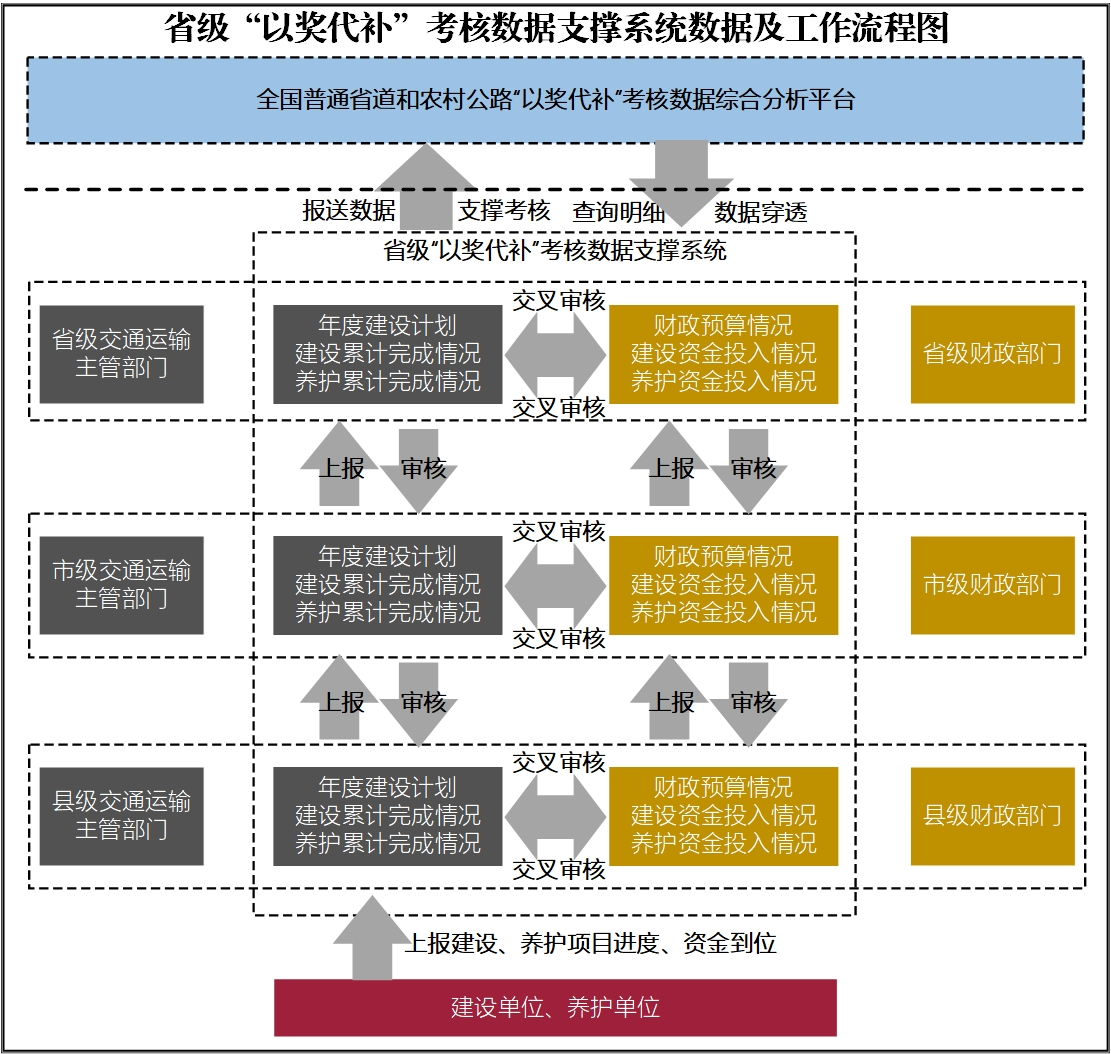 省级“以奖代补”考核数据支撑系统数据及工作流程图
全国普通省道和农村公路“以奖代补”考核数据综合分析平台
报送数据
支撑考核
查询明细
数据穿透
省级“以奖代补”考核数据支撑系统
省级交通运输
主管部门
年度建设计划
建设累计完成情况
养护累计完成情况
交叉审核
交叉审核
财政预算情况
建设资金投入情况
养护资金投入情况
省级财政部门
上报
审核
上报
审核
市级交通运输
主管部门
年度建设计划
建设累计完成情况
养护累计完成情况
交叉审核
交叉审核
财政预算情况
建设资金投入情况
养护资金投入情况
市级财政部门
上报
审核
上报
审核
县级交通运输
主管部门
年度建设计划
建设累计完成情况
养护累计完成情况
交叉审核
交叉审核
财政预算情况
建设资金投入情况
养护资金投入情况
县级财政部门
上报建设、养护项目进度、资金到位
建设单位、养护单位